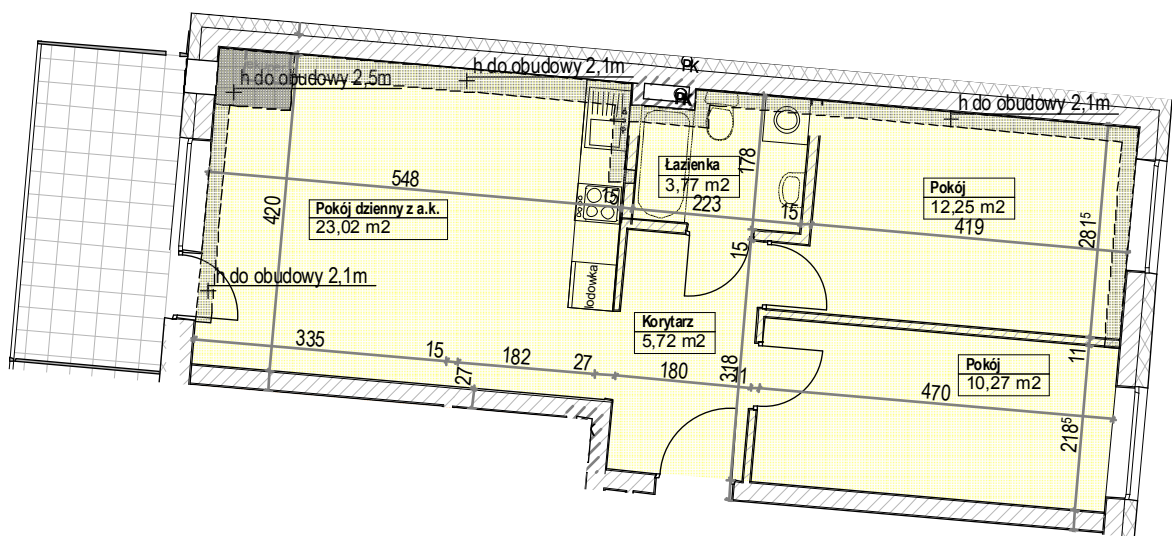 h do obudowy 2,5m
h do obudowy 2,1m
PK
PK
h do obudowy 2,1m
548
420
Pokój dzienny z a.k.
23,02 m2
15
Łazienka
3,77 m2
178
223
15
Pokój
12,25 m2
419
281⁵
15
h do obudowy 2,1m
lodówka
Korytarz
5,72 m2
335
15
182
27
27
180
318
11
Pokój
10,27 m2
470
11
218⁵